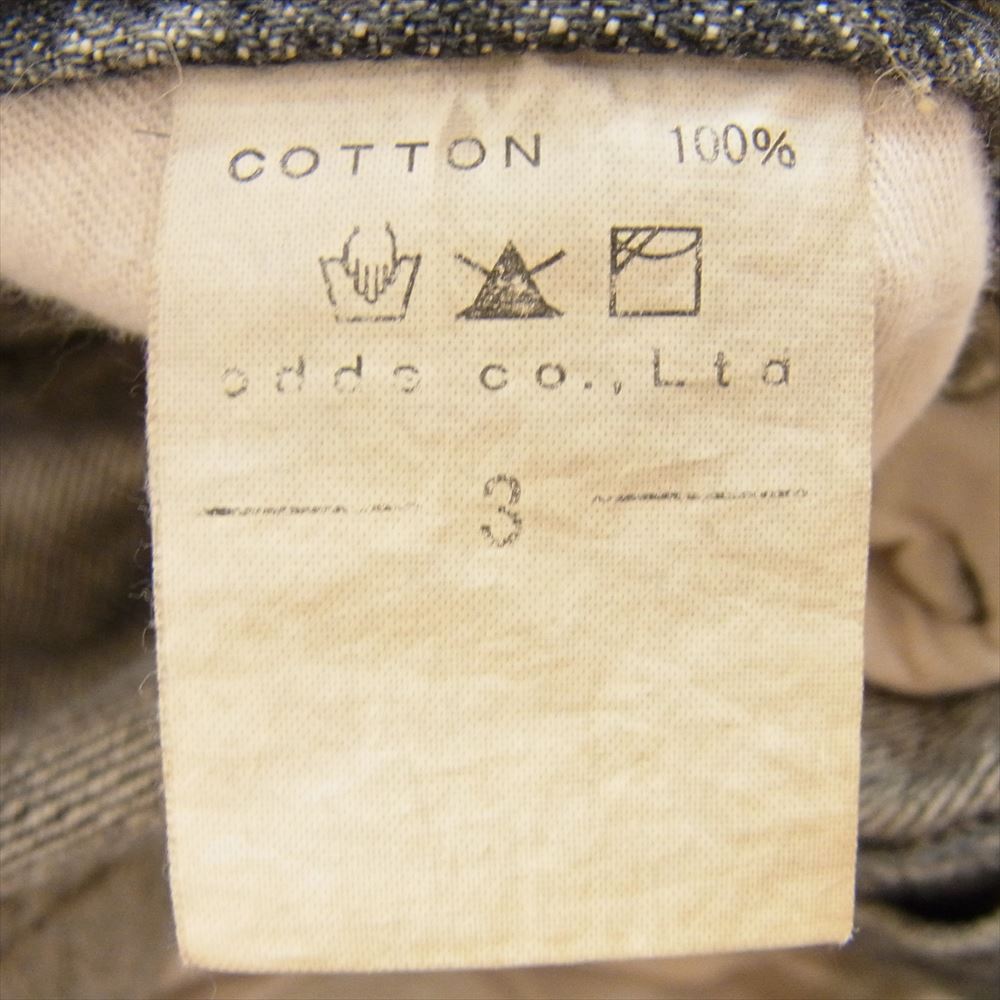 COTTON 100%
odds co.,Ltd
3